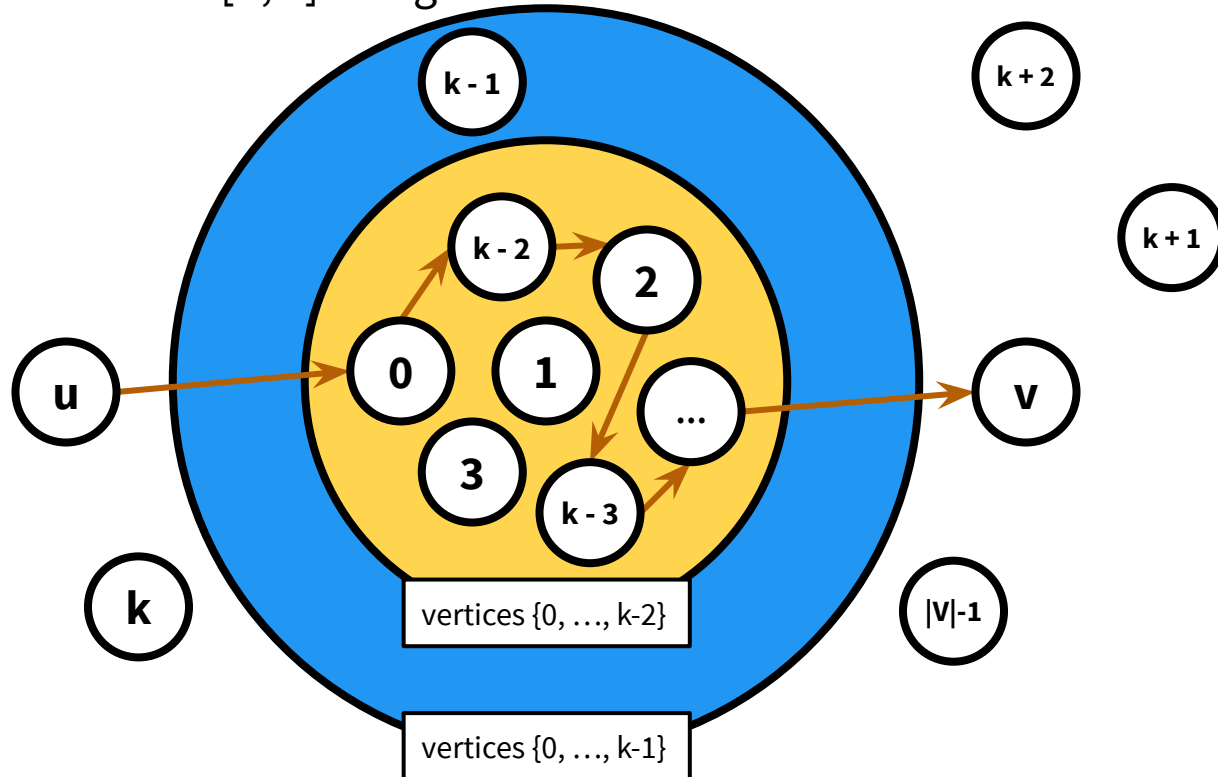 k - 1
k + 2
k + 1
k - 2
2
0
1
u
v
...
3
k - 3
k
|V|-1
vertices {0, …, k-2}
vertices {0, …, k-1}